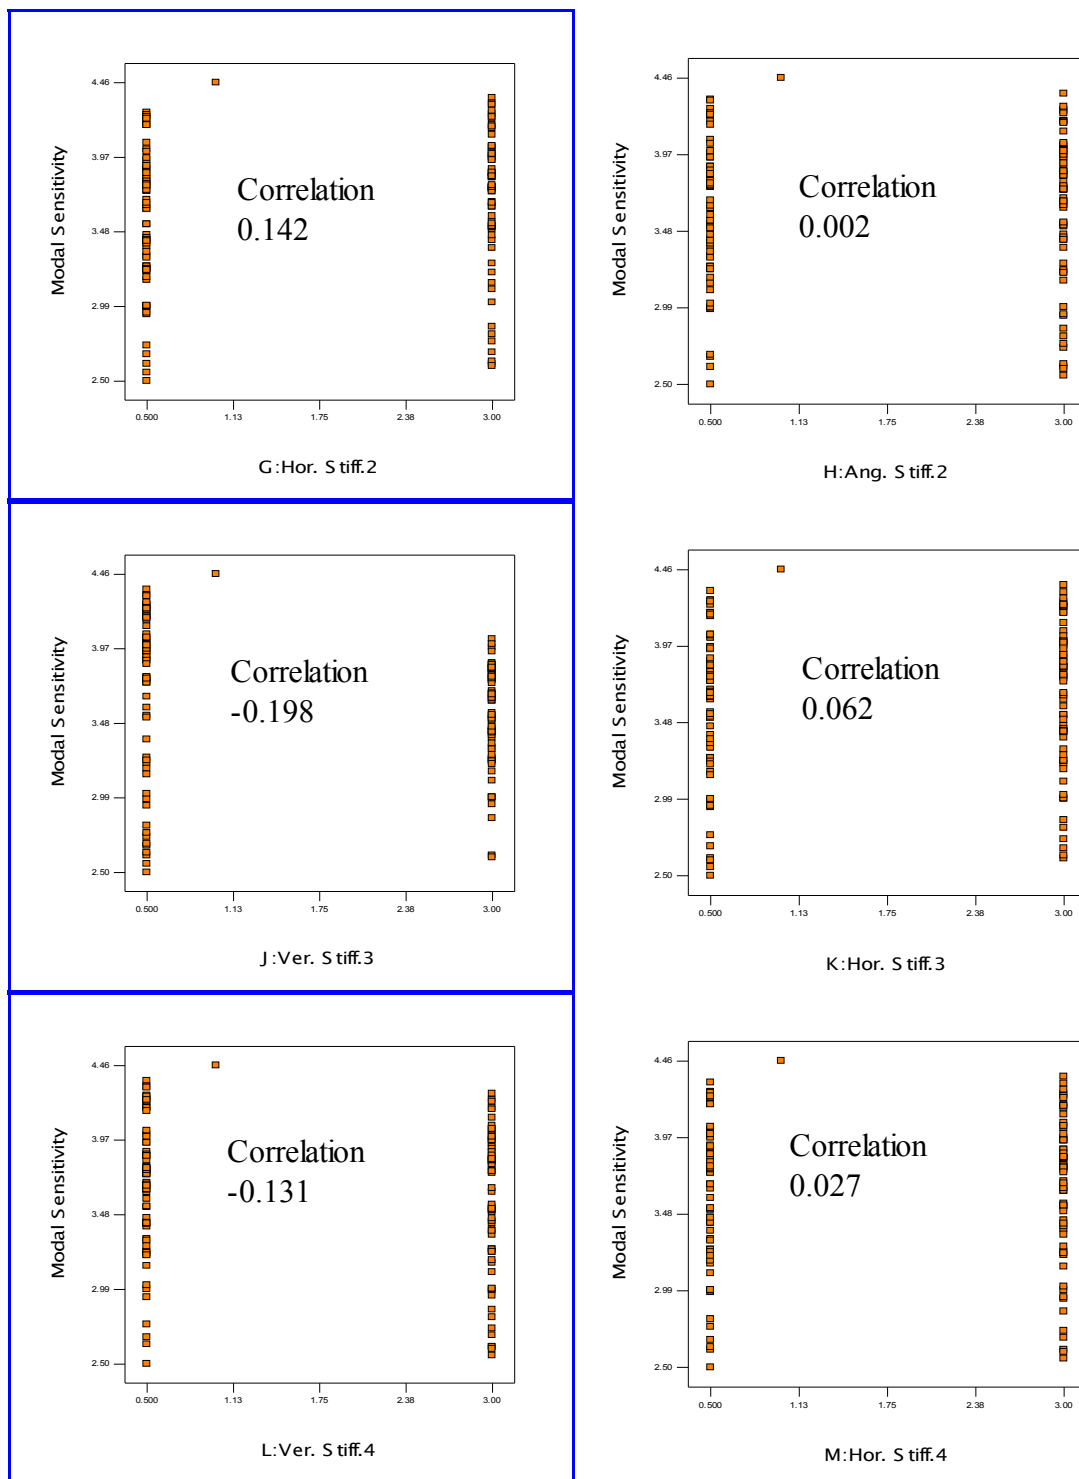 Modal Sensitivity
4.46
3.97
3.48
2.99
2.50
Correlation
0.142
0.500 1.13 1.75 2.38 3.00
G:Hor. Stiff.2
Modal Sensitivity
4.46
3.97
3.48
2.99
2.50
Correlation
0.002
0.500 1.13 1.75 2.38 3.00
H:Ang. Stiff.2
Modal Sensitivity
4.46
3.97
3.48
2.99
2.50
Correlation
-0.198
0.500 1.13 1.75 2.38 3.00
J:Ver. Stiff.3
Modal Sensitivity
4.46
3.97
3.48
2.99
2.50
Correlation
0.062
0.500 1.13 1.75 2.38 3.00
K:Hor. Stiff.3
Modal Sensitivity
4.46
3.97
3.48
2.99
2.50
Correlation
-0.131
0.500 1.13 1.75 2.38 3.00
L:Ver. Stiff.4
Modal Sensitivity
4.46
3.97
3.48
2.99
2.50
Correlation
0.027
0.500 1.13 1.75 2.38 3.00
M:Hor. Stiff.4